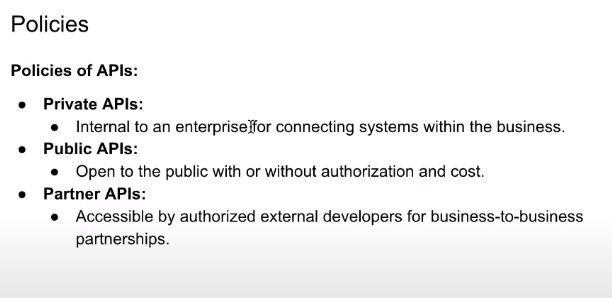 Policies
Policies of APIs:
● Private APIs:
● Internal to an enterprise for connecting systems within the business.
● Public APIs:
● Open to the public with or without authorization and cost.
● Partner APIs:
● Accessible by authorized external developers for business-to-business
partnerships.